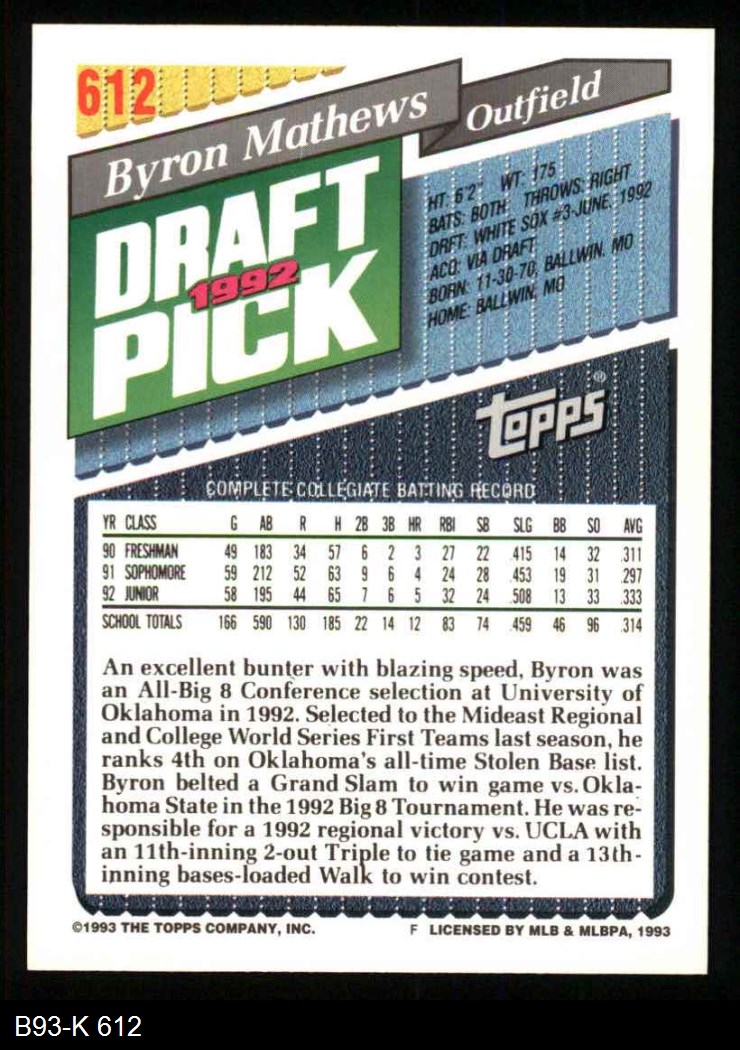 612
Byron Mathews
Outfield
DRAFT
1992
PICK
HT: 6'2" WT: 175
BATS: BOTH THROWS: RIGHT
DRFT: WHITE SOX #3-JUNE, 1992
ACQ: VIA DRAFT
BORN: 11-30-70, BALLWIN, MO
HOME: BALLWIN, MO
topps®
COMPLETE COLLEGIATE BATTING RECORD
YR CLASS G AB R H 2B 3B HR RBI SB SLG BB SO AVG
90 FRESHMAN 49 183 34 57 6 2 3 27 22 .415 14 32 .311
91 SOPHOMORE 59 212 52 63 9 6 4 24 28 .453 19 31 .297
92 JUNIOR 58 195 44 65 7 6 5 32 24 .508 13 33 .333
SCHOOL TOTALS 166 590 130 185 22 14 12 83 74 .459 46 96 .314
An excellent bunter with blazing speed, Byron was
an All-Big 8 Conference selection at University of
Oklahoma in 1992. Selected to the Mideast Regional
and College World Series First Teams last season, he
ranks 4th on Oklahoma's all-time Stolen Base list.
Byron belted a Grand Slam to win game vs. Okla-
homa State in the 1992 Big 8 Tournament. He was re-
sponsible for a 1992 regional victory vs. UCLA with
an 11th-inning 2-out Triple to tie game and a 13th-
inning bases-loaded Walk to win contest.
©1993 THE TOPPS COMPANY, INC. F LICENSED BY MLB & MLBPA, 1993
B93-K 612